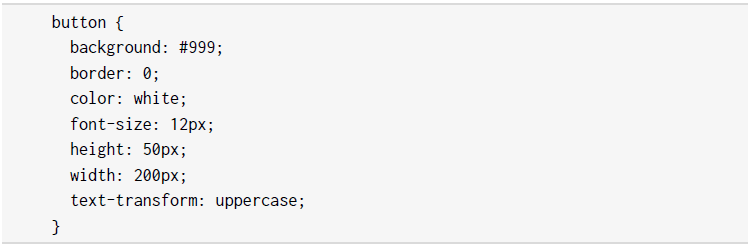 button {
  background: #999;
  border: 0;
  color: white;
  font-size: 12px;
  height: 50px;
  width: 200px;
  text-transform: uppercase;
}